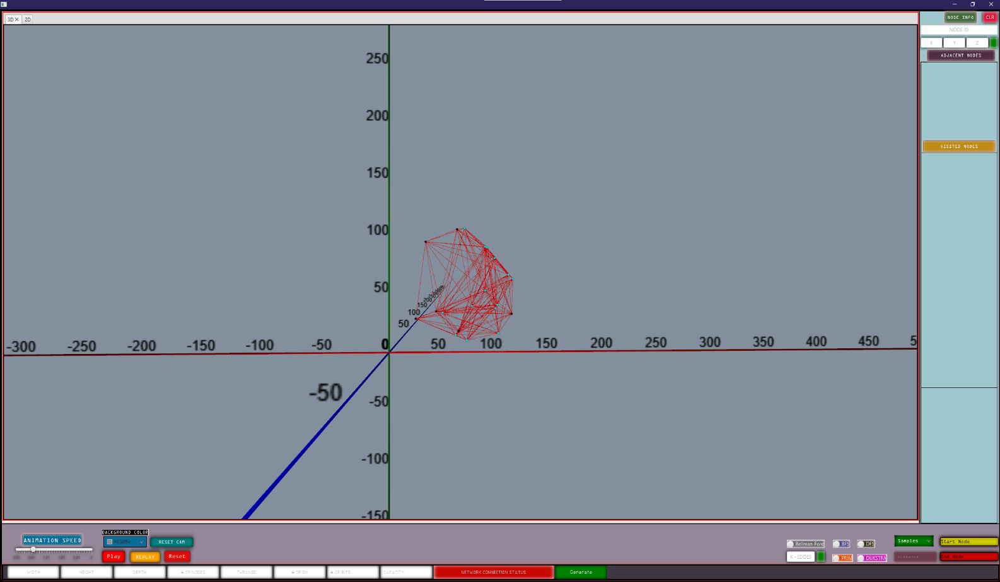 3D 2D
NODE INFO CLR
NODE ID
X Y Z
ADJACENT NODES
VISITED NODES
250
200
150
100
50
250
200
150
100
50
-300 -250 -200 -150 -100 -50 0 50 100 150 200 250 300 350 400 450 5
-50
-50
-100
-150
ANIMATION SPEED
BACKGROUND COLOR
RESET CAM
Play REPLAY Reset
Bellman-Ford BFS DFS
Samples
Start Node
K-EDGES
PRIM DIJKSTRA
Distance
End Node
WIDTH HEIGHT DEPTH # OF NODES T-RANGE # OF DN # OF BITS CAPACITY NETWORK CONNECTION STATUS Generate